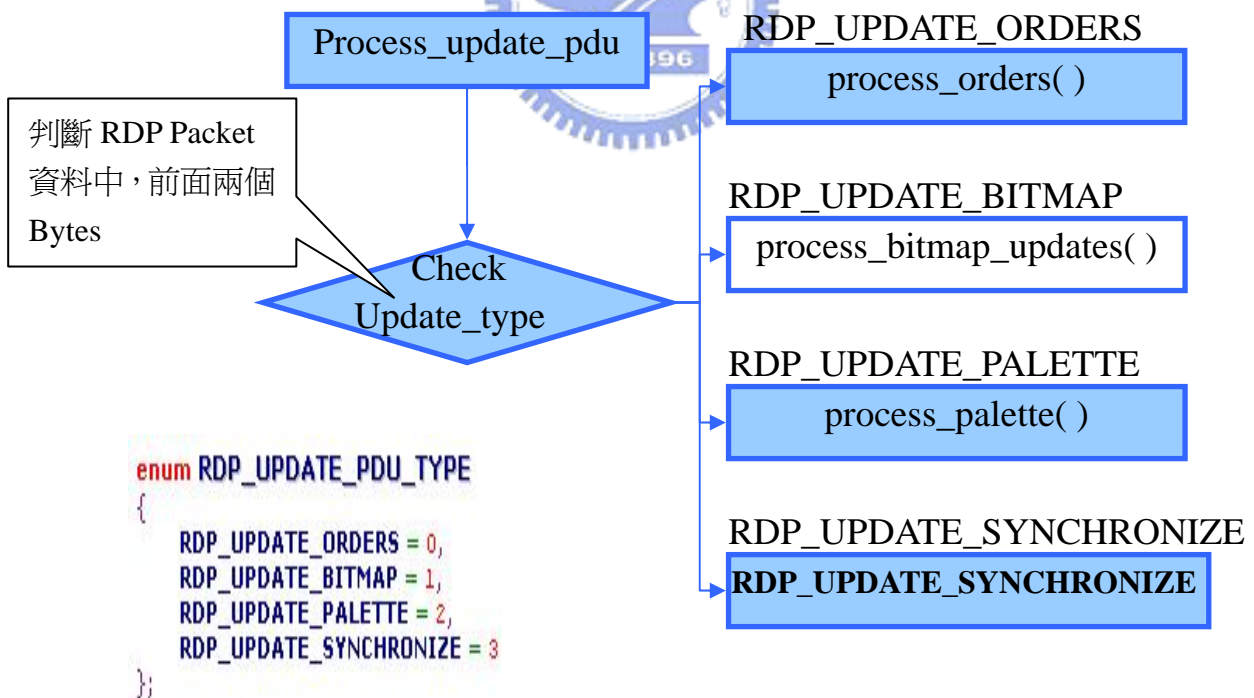 Process_update_pdu
896
RDP_UPDATE_ORDERS
process_orders( )
判斷 RDP Packet
資料中，前面兩個
Bytes
Check
Update_type
RDP_UPDATE_BITMAP
process_bitmap_updates( )
RDP_UPDATE_PALETTE
process_palette( )
RDP_UPDATE_SYNCHRONIZE
RDP_UPDATE_SYNCHRONIZE
enum RDP_UPDATE_PDU_TYPE
{
RDP_UPDATE_ORDERS = 0,
RDP_UPDATE_BITMAP = 1,
RDP_UPDATE_PALETTE = 2,
RDP_UPDATE_SYNCHRONIZE = 3
};